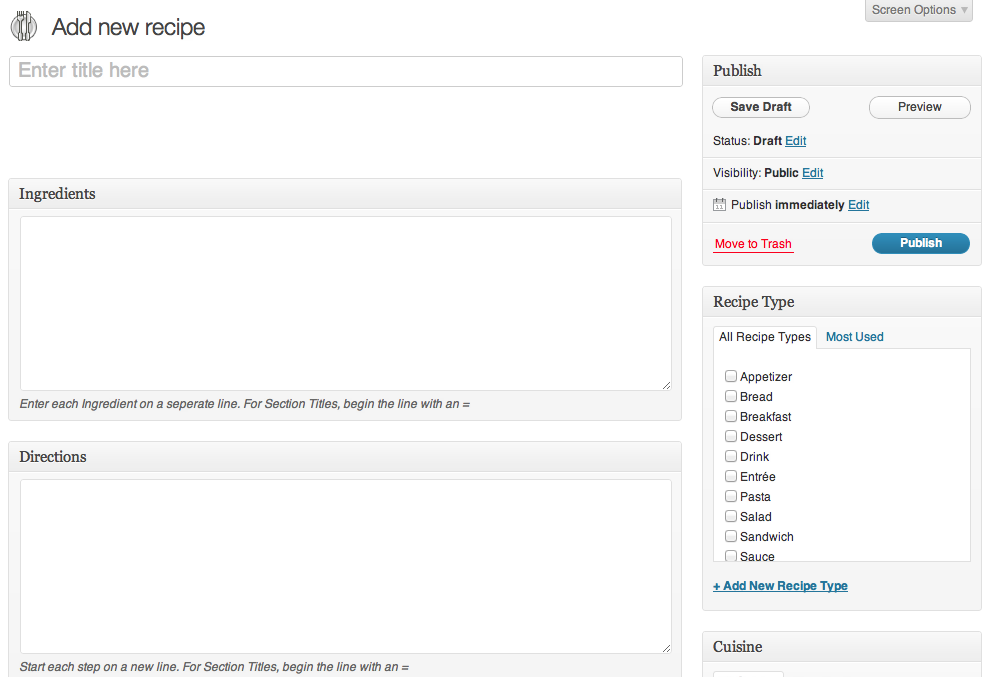 Screen Options ▼
Add new recipe
Enter title here
Ingredients
Enter each Ingredient on a seperate line. For Section Titles, begin the line with an =
Directions
Start each step on a new line. For Section Titles, begin the line with an =
Publish
Save Draft Preview
Status: Draft Edit
Visibility: Public Edit
11 Publish immediately Edit
Move to Trash Publish
Recipe Type
All Recipe Types Most Used
Appetizer
Bread
Breakfast
Dessert
Drink
Entrée
Pasta
Salad
Sandwich
Sauce
+ Add New Recipe Type
Cuisine